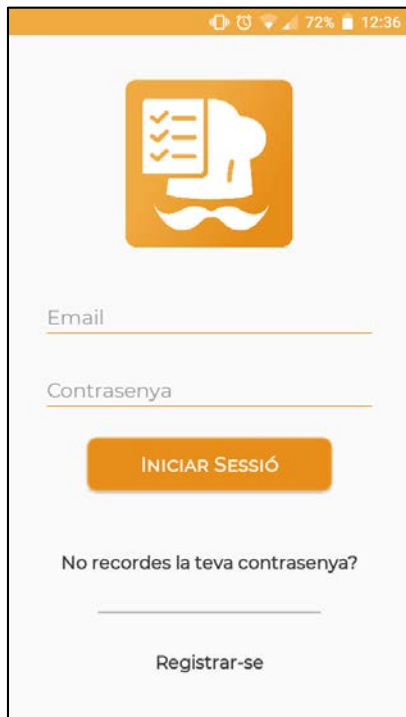 72% 12:36
Email
Contrasenya
INICIAR SESSIÓ
No recordes la teva contrasenya?
Registrar-se